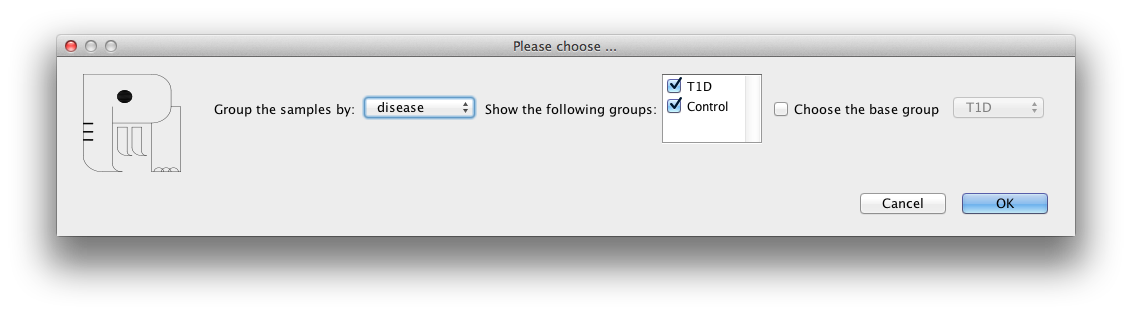 Please choose ...
Group the samples by: disease Show the following groups:
T1D
Control
Choose the base group T1D
Cancel OK